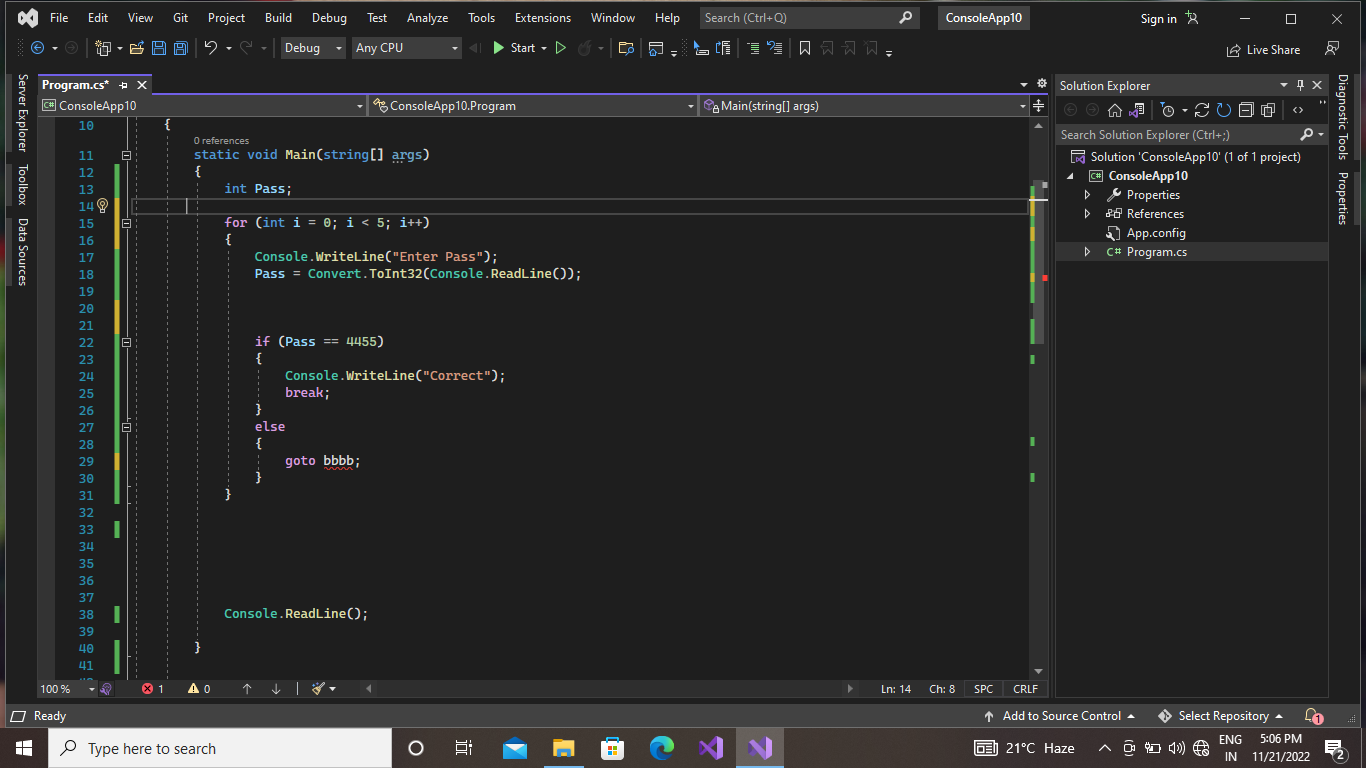 File Edit View Git Project Build Debug Test Analyze Tools Extensions Window Help Search (Ctrl+Q) ConsoleApp10 Sign in
Debug Any CPU Start Live Share
Server Explorer
Toolbox
Data Sources
Program.cs*
C# ConsoleApp10 ConsoleApp10.Program Main(string[] args)
10 {
0 references
11 static void Main(string[] args)
12 {
13 int Pass;
14
15 for (int i = 0; i < 5; i++)
16 {
17 Console.WriteLine("Enter Pass");
18 Pass = Convert.ToInt32(Console.ReadLine());
19
20
21
22 if (Pass == 4455)
23 {
24 Console.WriteLine("Correct");
25 break;
26 }
27 else
28 {
29 goto bbbb;
30 }
31 }
32
33
34
35
36
37
38 Console.ReadLine();
39
40 }
41
100 % 1 0 Ln: 14 Ch: 8 SPC CRLF
Solution Explorer
Search Solution Explorer (Ctrl+;)
Solution 'ConsoleApp10' (1 of 1 project)
C# ConsoleApp10
Properties
References
App.config
C# Program.cs
Diagnostic Tools
Properties
Ready Add to Source Control Select Repository 1
Type here to search 21°C Haze ENG IN 5:06 PM 11/21/2022 2